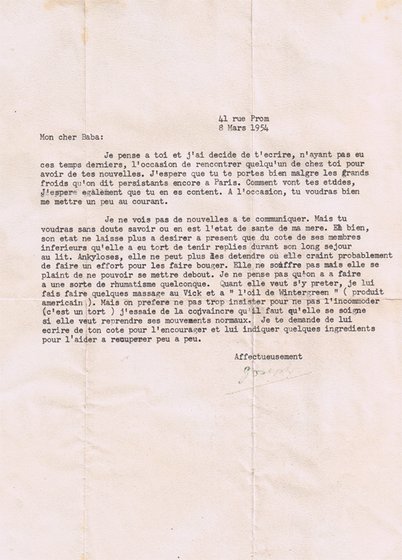 41 rue Prom
8 Mars 1954
Mon cher Baba:
Je pense a toi et j'ai decide de t'ecrire, n'ayant pas eu
ces temps derniers, l'occasion de rencontrer quelqu'un de chez toi pour
avoir de tes nouvelles. J'espere que tu te portes bien malgre les grands
froids qu'on dit persistants encore a Paris. Comment vont tes etudes,
J'espere egalement que tu en es content. A l'occasion, tu voudras bien
me mettre un peu au courant.
Je ne vois pas de nouvelles a te communiquer. Mais tu
voudras sans doute savoir ou en est l'etat de sante de ma mere. Eh bien,
son etat ne laisse plus a desirer a present que du cote de ses membres
inferieurs qu'elle a eu tort de tenir replies durant son long sejour
au lit. Ankyloses, elle ne peut plus les detendre ou elle craint probablement
de faire un effort pour les faire bouger. Elle ne souffre pas mais elle se
plaint de ne pouvoir se mettre debout. Je ne pense pas qu'on a a faire
a une sorte de rhumatisme quelconque. Quant elle veut s'y preter, je lui
fais faire quelques massage au Vick et a " l'oil de Wintergreen " ( produit
americain ). Mais on prefere ne pas trop insister pour ne pas l'incommoder
(c'est un tort ) j'essaie de la convaincre qu'il faut qu'elle se soigne
si elle veut reprendre ses mouvements normaux. Je te demande de lui
ecrire de ton cote pour l'encourager et lui indiquer quelques ingredients
pour l'aider a recuperer peu a peu.
Affectueusement
Joseph